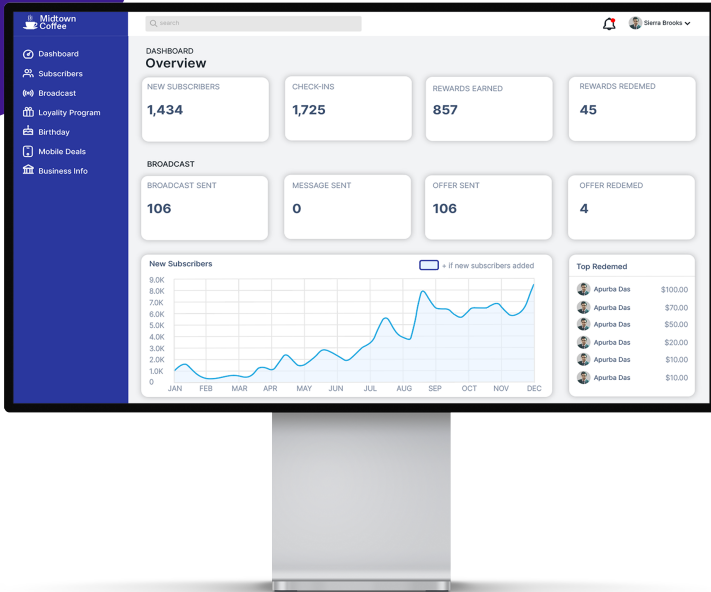 Midtown
Coffee
search
Sierra Brooks
Dashboard
Subscribers
Broadcast
Loyality Program
Birthday
Mobile Deals
Business Info
DASHBOARD
Overview
NEW SUBSCRIBERS
1,434
CHECK-INS
1,725
REWARDS EARNED
857
REWARDS REDEMED
45
BROADCAST
BROADCAST SENT
106
MESSAGE SENT
0
OFFER SENT
106
OFFER REDEMED
4
New Subscribers
+ if new subscribers added
9.0K
8.0K
7.0K
6.0K
5.0K
4.0K
3.0K
2.0K
1.0K
0
JAN FEB MAR APR MAY JUN JUL AUG SEP OCT NOV DEC
Top Redemed
Apurba Das $100.00
Apurba Das $70.00
Apurba Das $50.00
Apurba Das $20.00
Apurba Das $10.00
Apurba Das $10.00